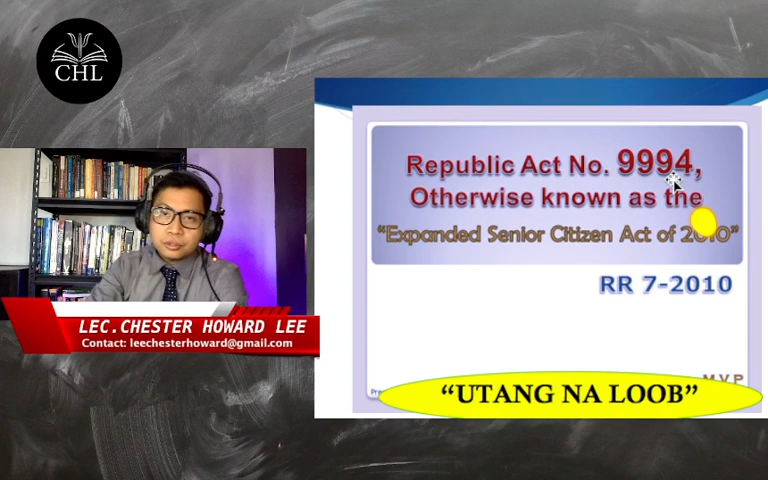 CHL
Republic Act No. 9994,
Otherwise known as the
"Expanded Senior Citizen Act of 2010"
RR 7-2010
M V P
"UTANG NA LOOB"
LEC.CHESTER HOWARD LEE
Contact: leechesterhoward@gmail.com